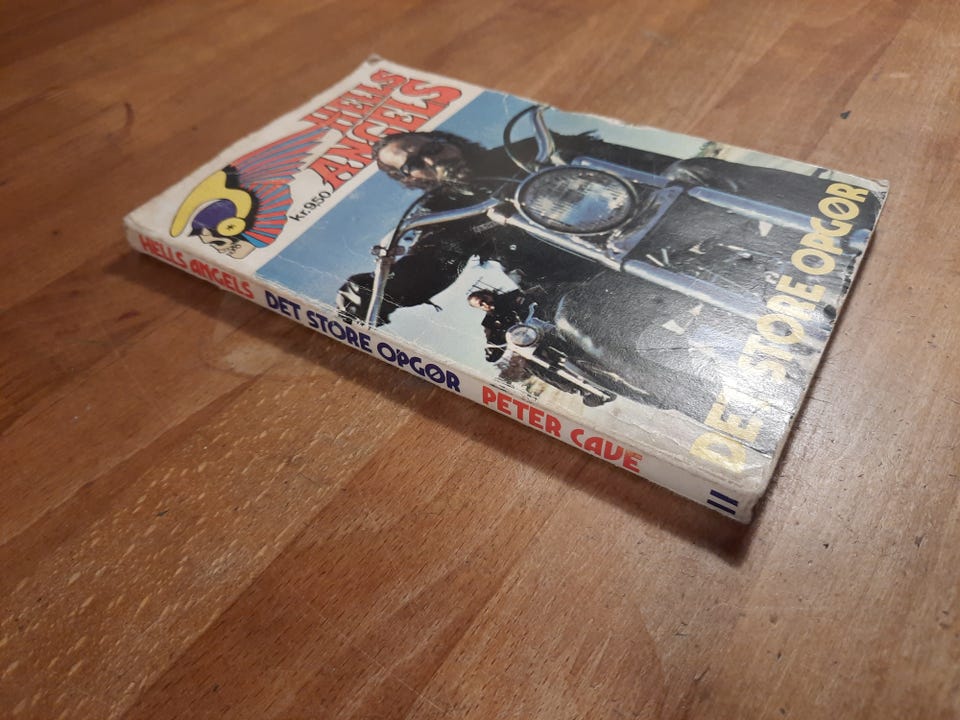 HELLS
ANGELS
kr.9.50
DET STORE OPGØR
HELLS ANGELS DET STORE OPGØR PETER CAVE 11